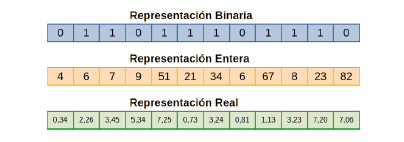 Representación Binaria
0 1 1 0 1 1 1 0 1 1 1 0
Representación Entera
4 6 7 9 51 21 34 6 67 8 23 82
Representación Real
0,34 2,26 3,45 5,34 7,25 0,73 3,24 0,81 1,13 3,23 7,20 7,06